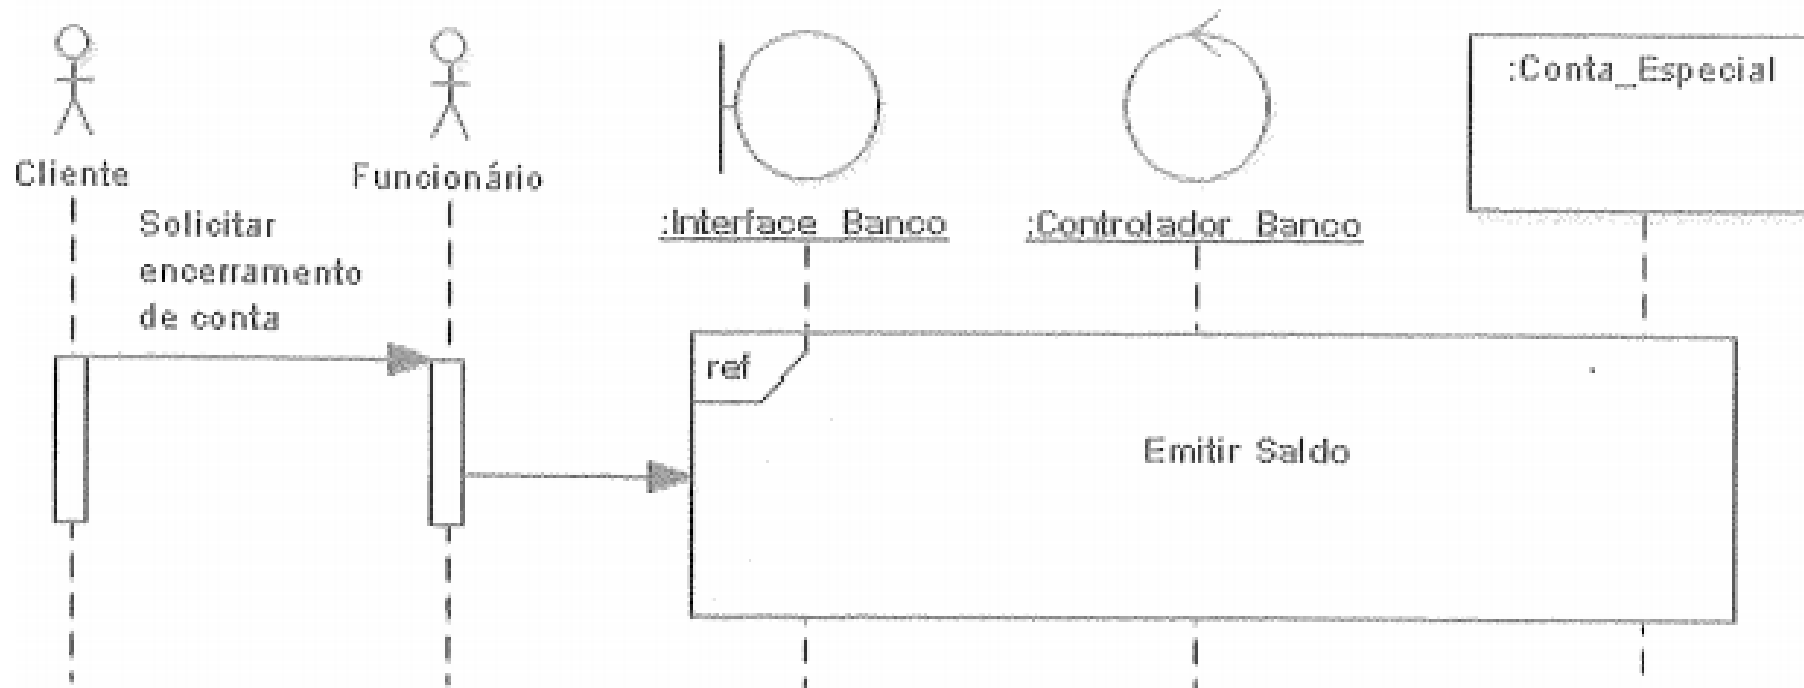 Cliente
Funcionário
:Interface_Banco
:Controlador_Banco
:Conta_Especial
Solicitar
encerramento
de conta
ref
Emitir Saldo